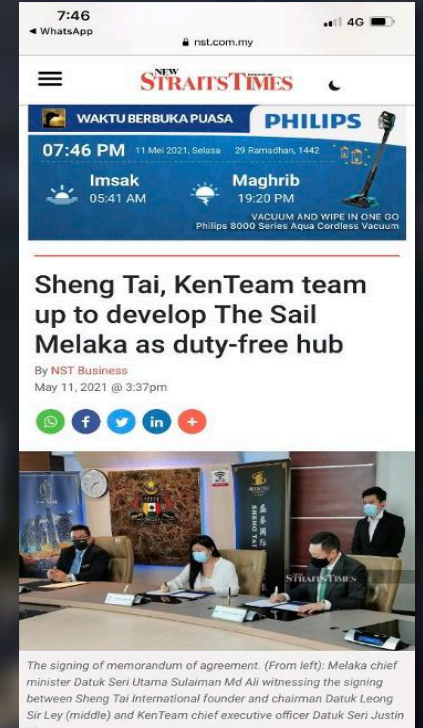 7:46
4G
◄ WhatsApp
nst.com.my
NEW
STRAITS TIMES
WAKTU BERBUKA PUASA
PHILIPS
07:46 PM 11 Mei 2021, Selasa 29 Ramadhan, 1442
Imsak
05:41 AM
Maghrib
19:20 PM
VACUUM AND WIPE IN ONE GO
Philips 8000 Series Aqua Cordless Vacuum
Sheng Tai, KenTeam team
up to develop The Sail
Melaka as duty-free hub
By NST Business
May 11, 2021 @ 3:37pm
SHENG TAI
STRAITS TIMES
The signing of memorandum of agreement. (From left): Melaka chief
minister Datuk Seri Utama Sulaiman Md Ali witnessing the signing
between Sheng Tai International founder and chairman Datuk Leong
Sir Ley (middle) and KenTeam chief executive officer Datuk Seri Justin